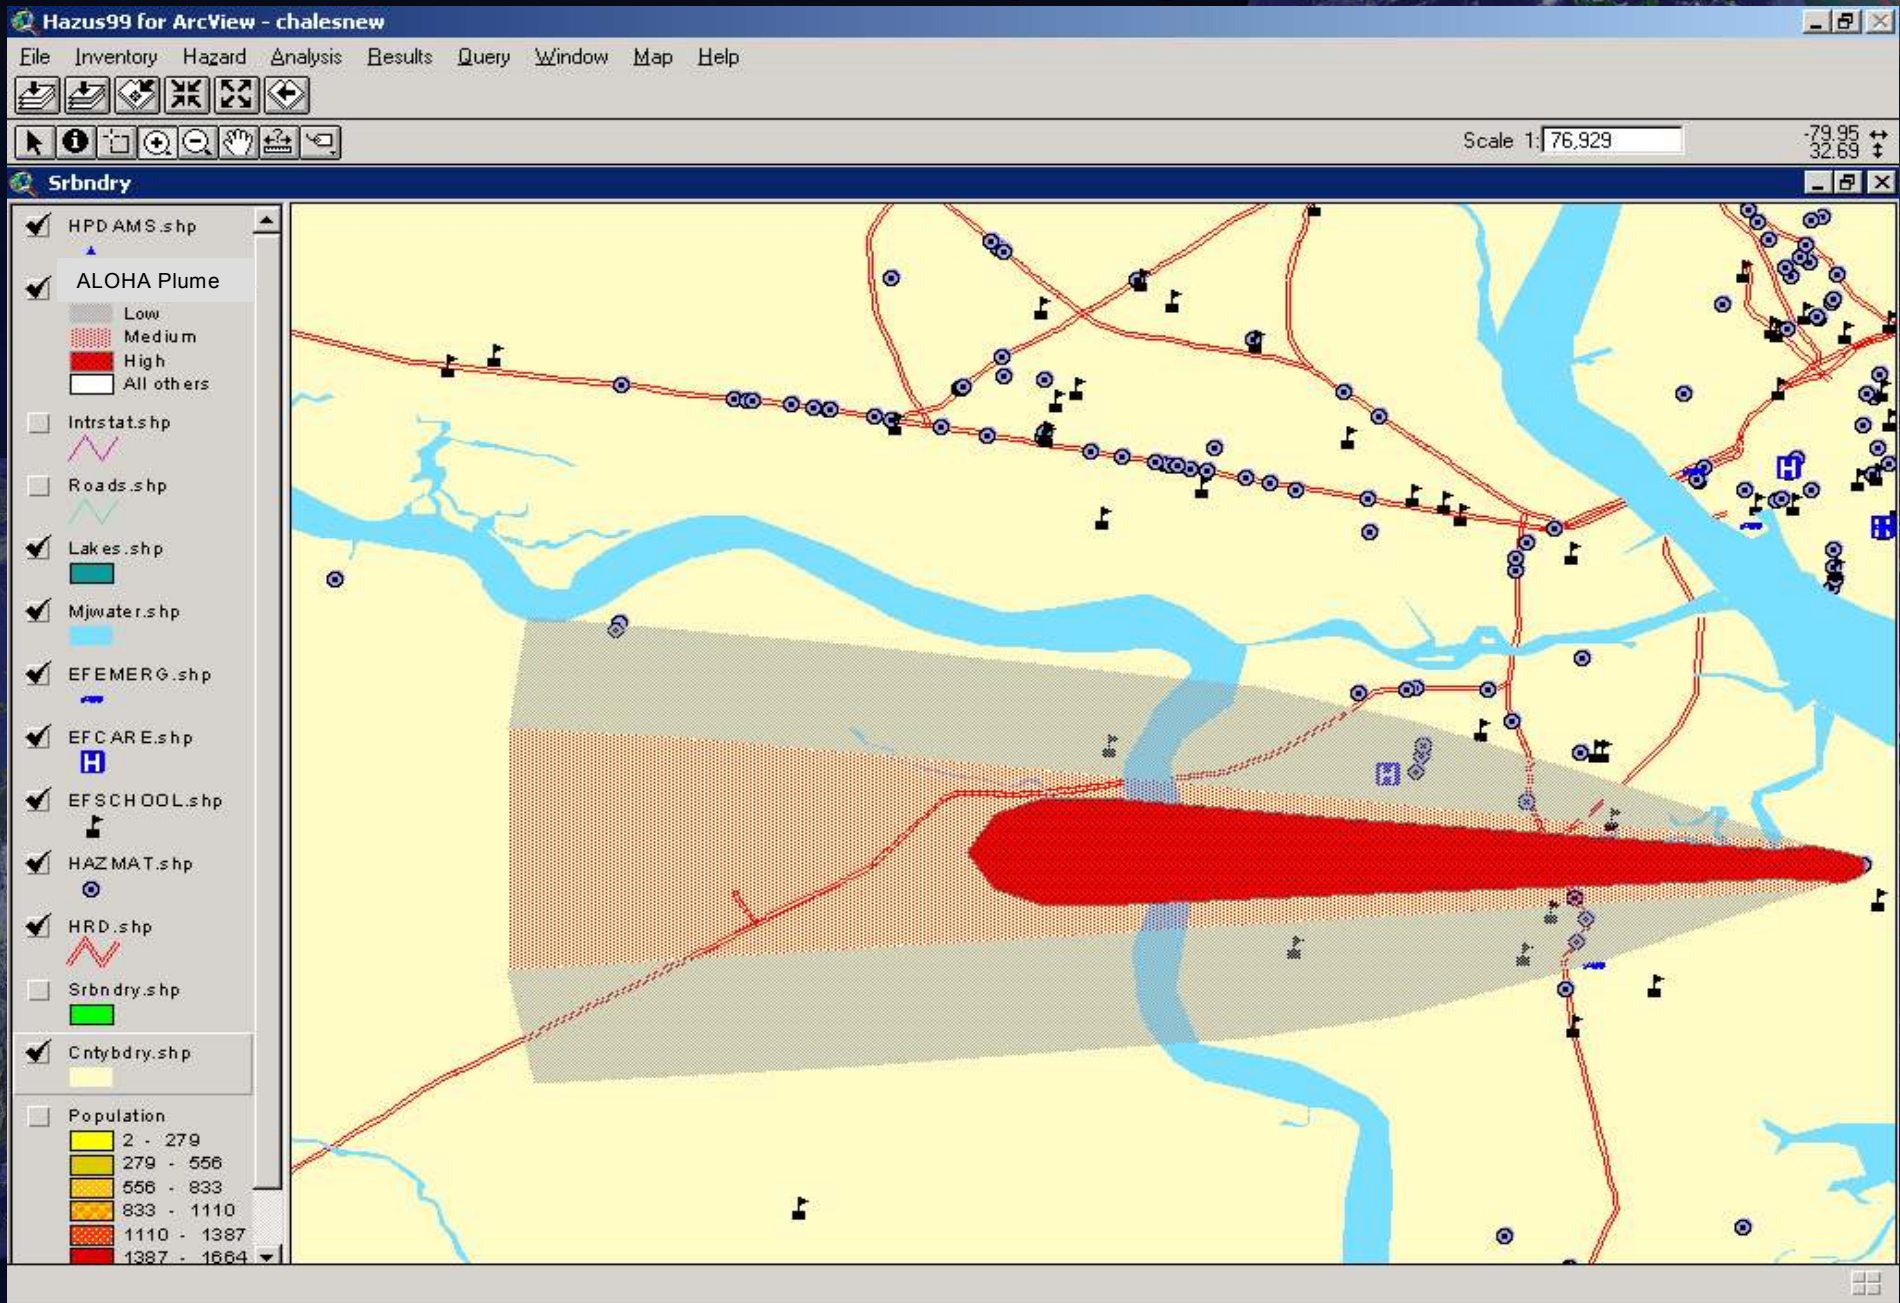 Hazus99 for ArcView - chalesnew
File Inventory Hazard Analysis Results Query Window Map Help
Scale 1: 76,929
-79.95
32.69
Srbndry
HPDAMS.shp
ALOHA Plume
Low
Medium
High
All others
Intrstat.shp
Roads.shp
Lakes.shp
Mjwater.shp
EFEMERG.shp
EFCARE.shp
H
EFSCHOOL.shp
HAZMAT.shp
HRD.shp
Srbndry.shp
Cntybdry.shp
Population
2 - 279
279 - 556
556 - 833
833 - 1110
1110 - 1387
1387 - 1664
H
H
H